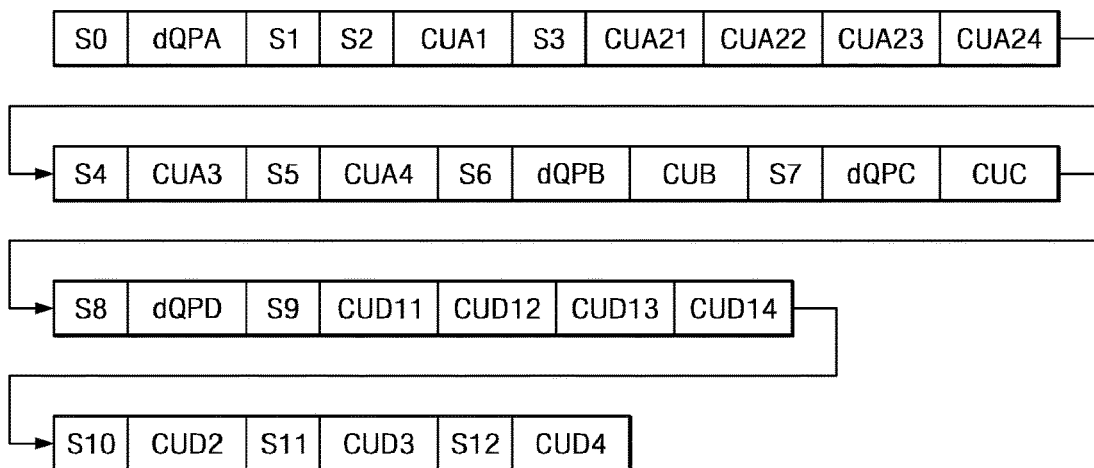 S0 dQPA S1 S2 CUA1 S3 CUA21 CUA22 CUA23 CUA24
S4 CUA3 S5 CUA4 S6 dQPB CUB S7 dQPC CUC
S8 dQPD S9 CUD11 CUD12 CUD13 CUD14
S10 CUD2 S11 CUD3 S12 CUD4